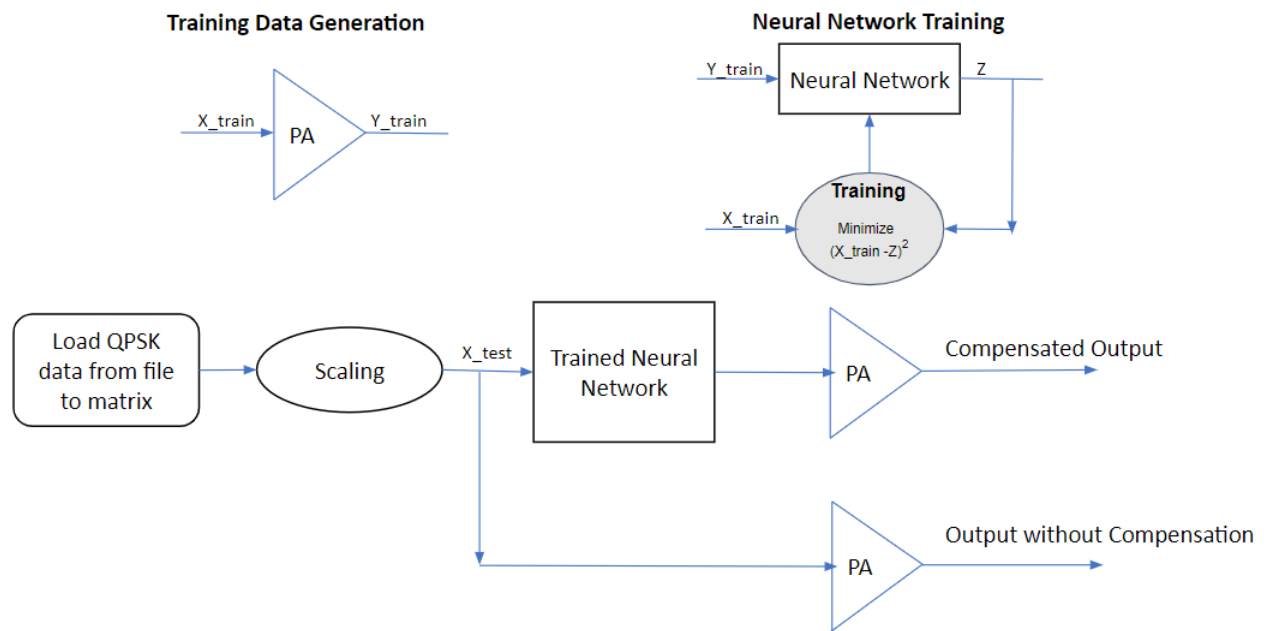 Training Data Generation
Neural Network Training
X_train
PA
Y_train
Y_train
Neural Network
Z
X_train
Training
Minimize
(X_train -Z)²
Load QPSK
data from file
to matrix
Scaling
X_test
Trained Neural
Network
PA
Compensated Output
PA
Output without Compensation